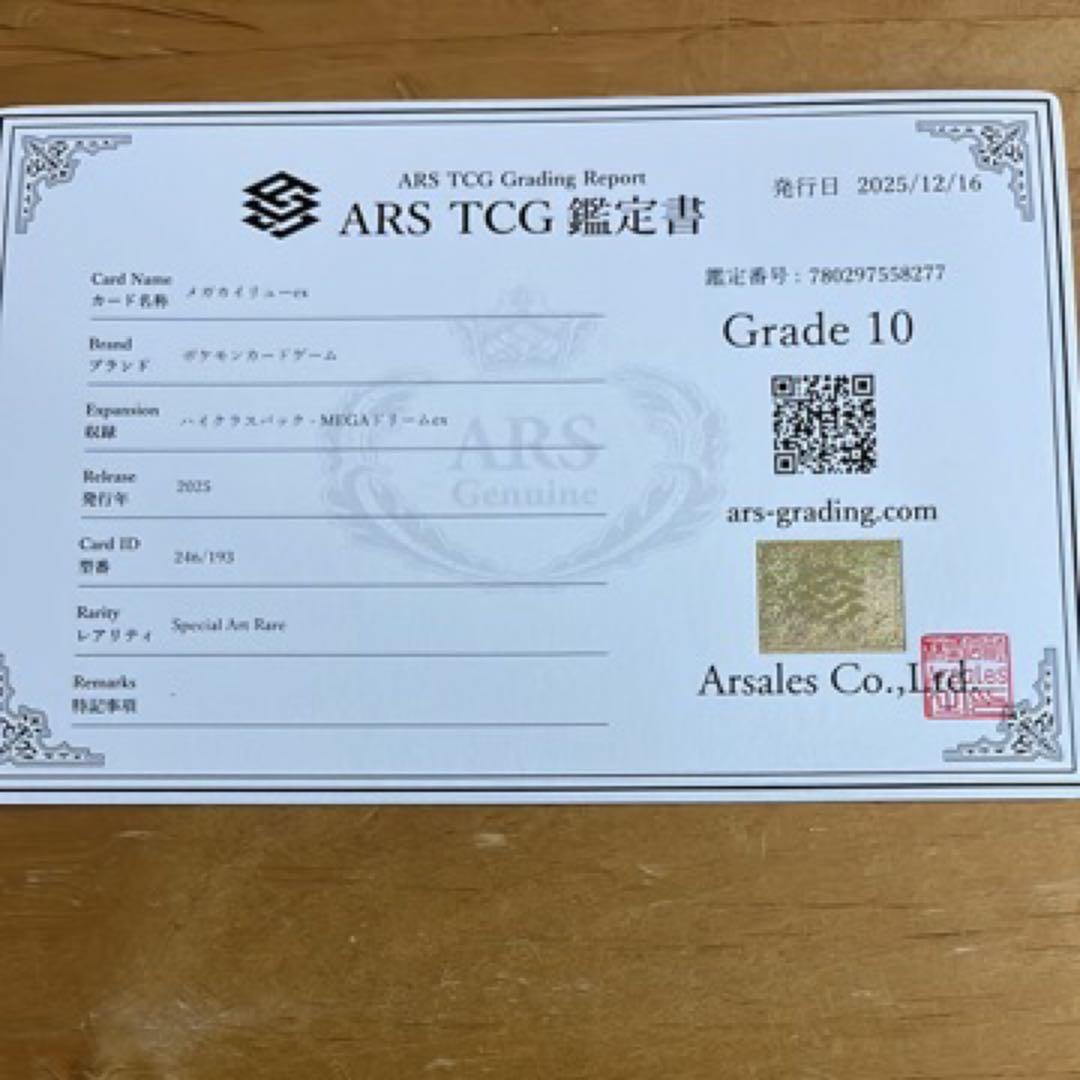 ARS TCG Grading Report
ARS TCG 鑑定書
発行日 2025/12/16
Card Name
カード名称 メガカイリューex
Brand
ブランド ポケモンカードゲーム
Expansion
収録 ハイクラスパック - MEGAドリームex
Release
発行年 2025
Card ID
型番 246/193
Rarity
レアリティ Special Art Rare
Remarks
特記事項 -
ARS
Genuine
鑑定番号 : 780297558277
Grade 10
ars-grading.com
Arsales Co.,Ltd.